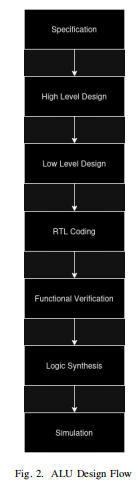 Specification
High Level Design
Low Level Design
RTL Coding
Functional Verification
Logic Synthesis
Simulation
Fig. 2. ALU Design Flow